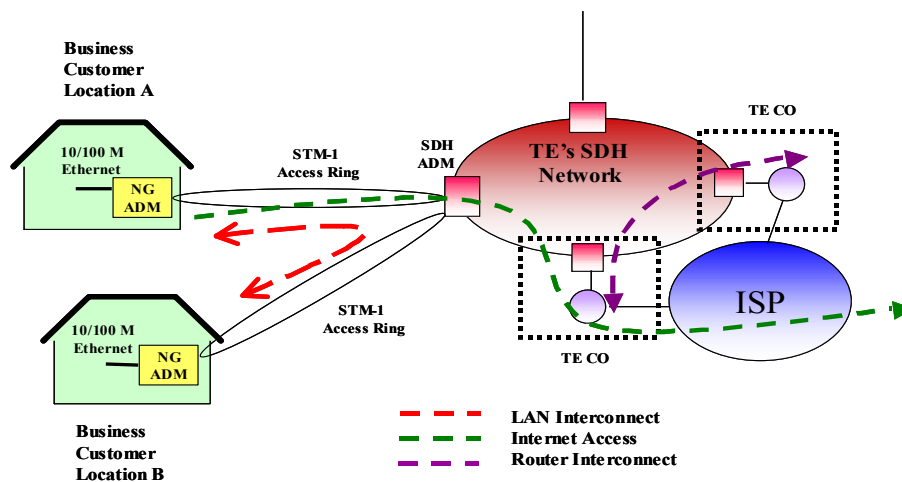 Business
Customer
Location A
10/100 M
Ethernet
NG
ADM
STM-1
Access Ring
SDH
ADM
TE's SDH
Network
TE CO
ISP
TE CO
STM-1
Access Ring
10/100 M
Ethernet
NG
ADM
Business
Customer
Location B
LAN Interconnect
Internet Access
Router Interconnect